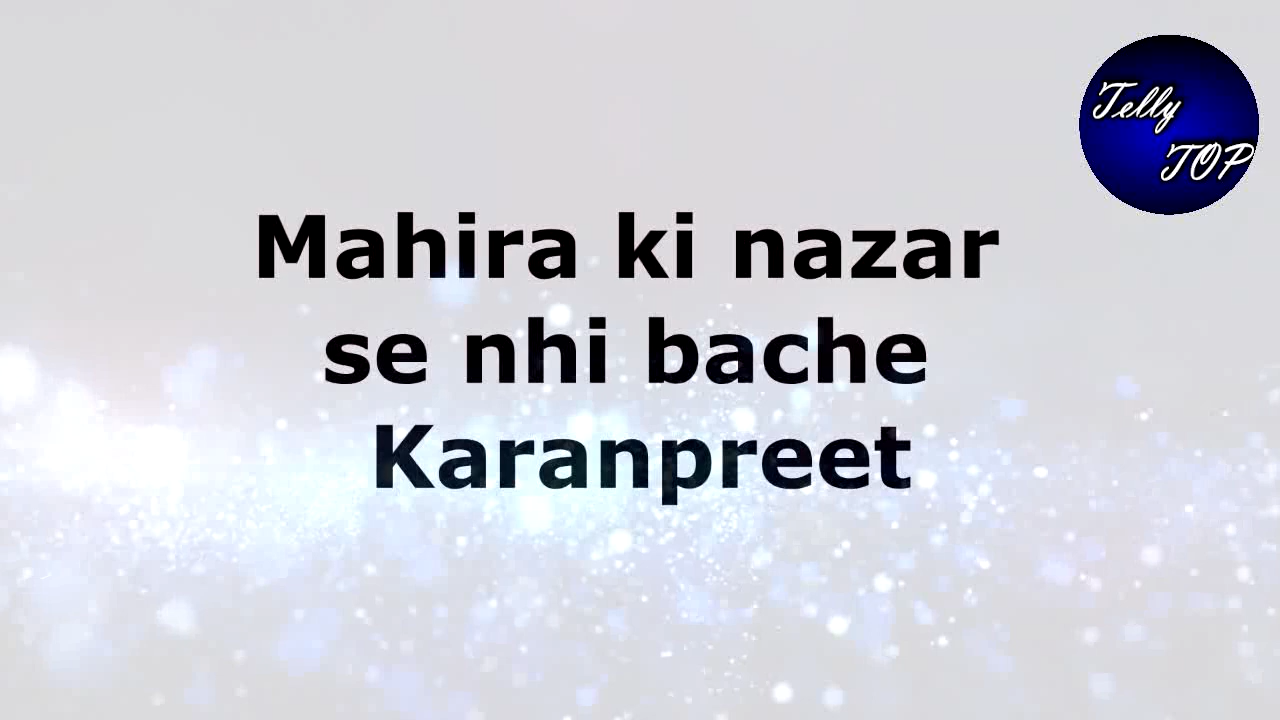 Telly
TOP
Mahira ki nazar
se nhi bache
Karanpreet